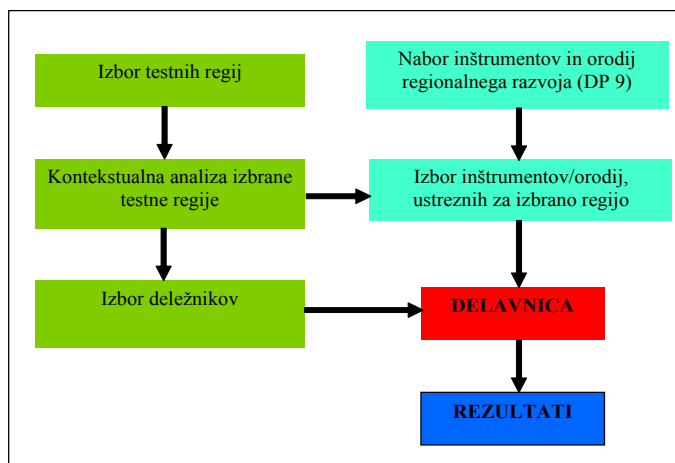 Izbor testnih regij
Nabor inštrumentov in orodij
regionalnega razvoja (DP 9)
Kontekstualna analiza izbrane
testne regije
Izbor inštrumentov/orodij,
ustreznih za izbrano regijo
Izbor deležnikov
DELAVNICA
REZULTATI